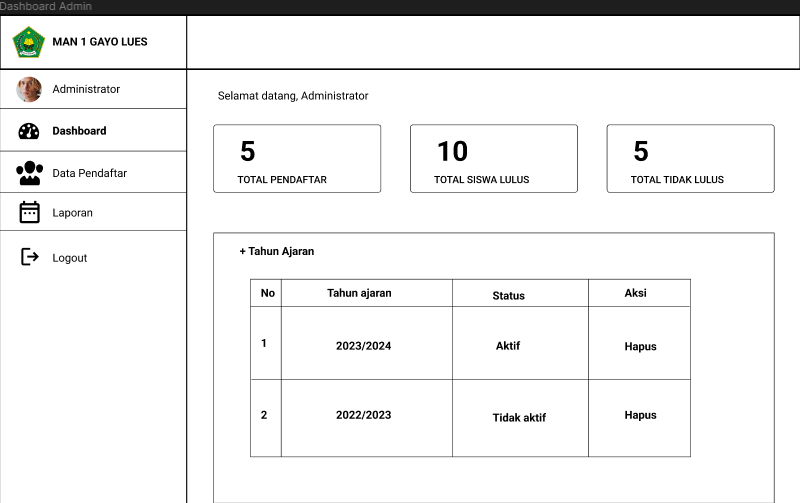 Dashboard Admin
MAN 1 GAYO LUES
Administrator
Dashboard
Data Pendaftar
Laporan
Logout
Selamat datang, Administrator
5
TOTAL PENDAFTAR
10
TOTAL SISWA LULUS
5
TOTAL TIDAK LULUS
+ Tahun Ajaran
No Tahun ajaran Status Aksi
1 2023/2024 Aktif Hapus
2 2022/2023 Tidak aktif Hapus